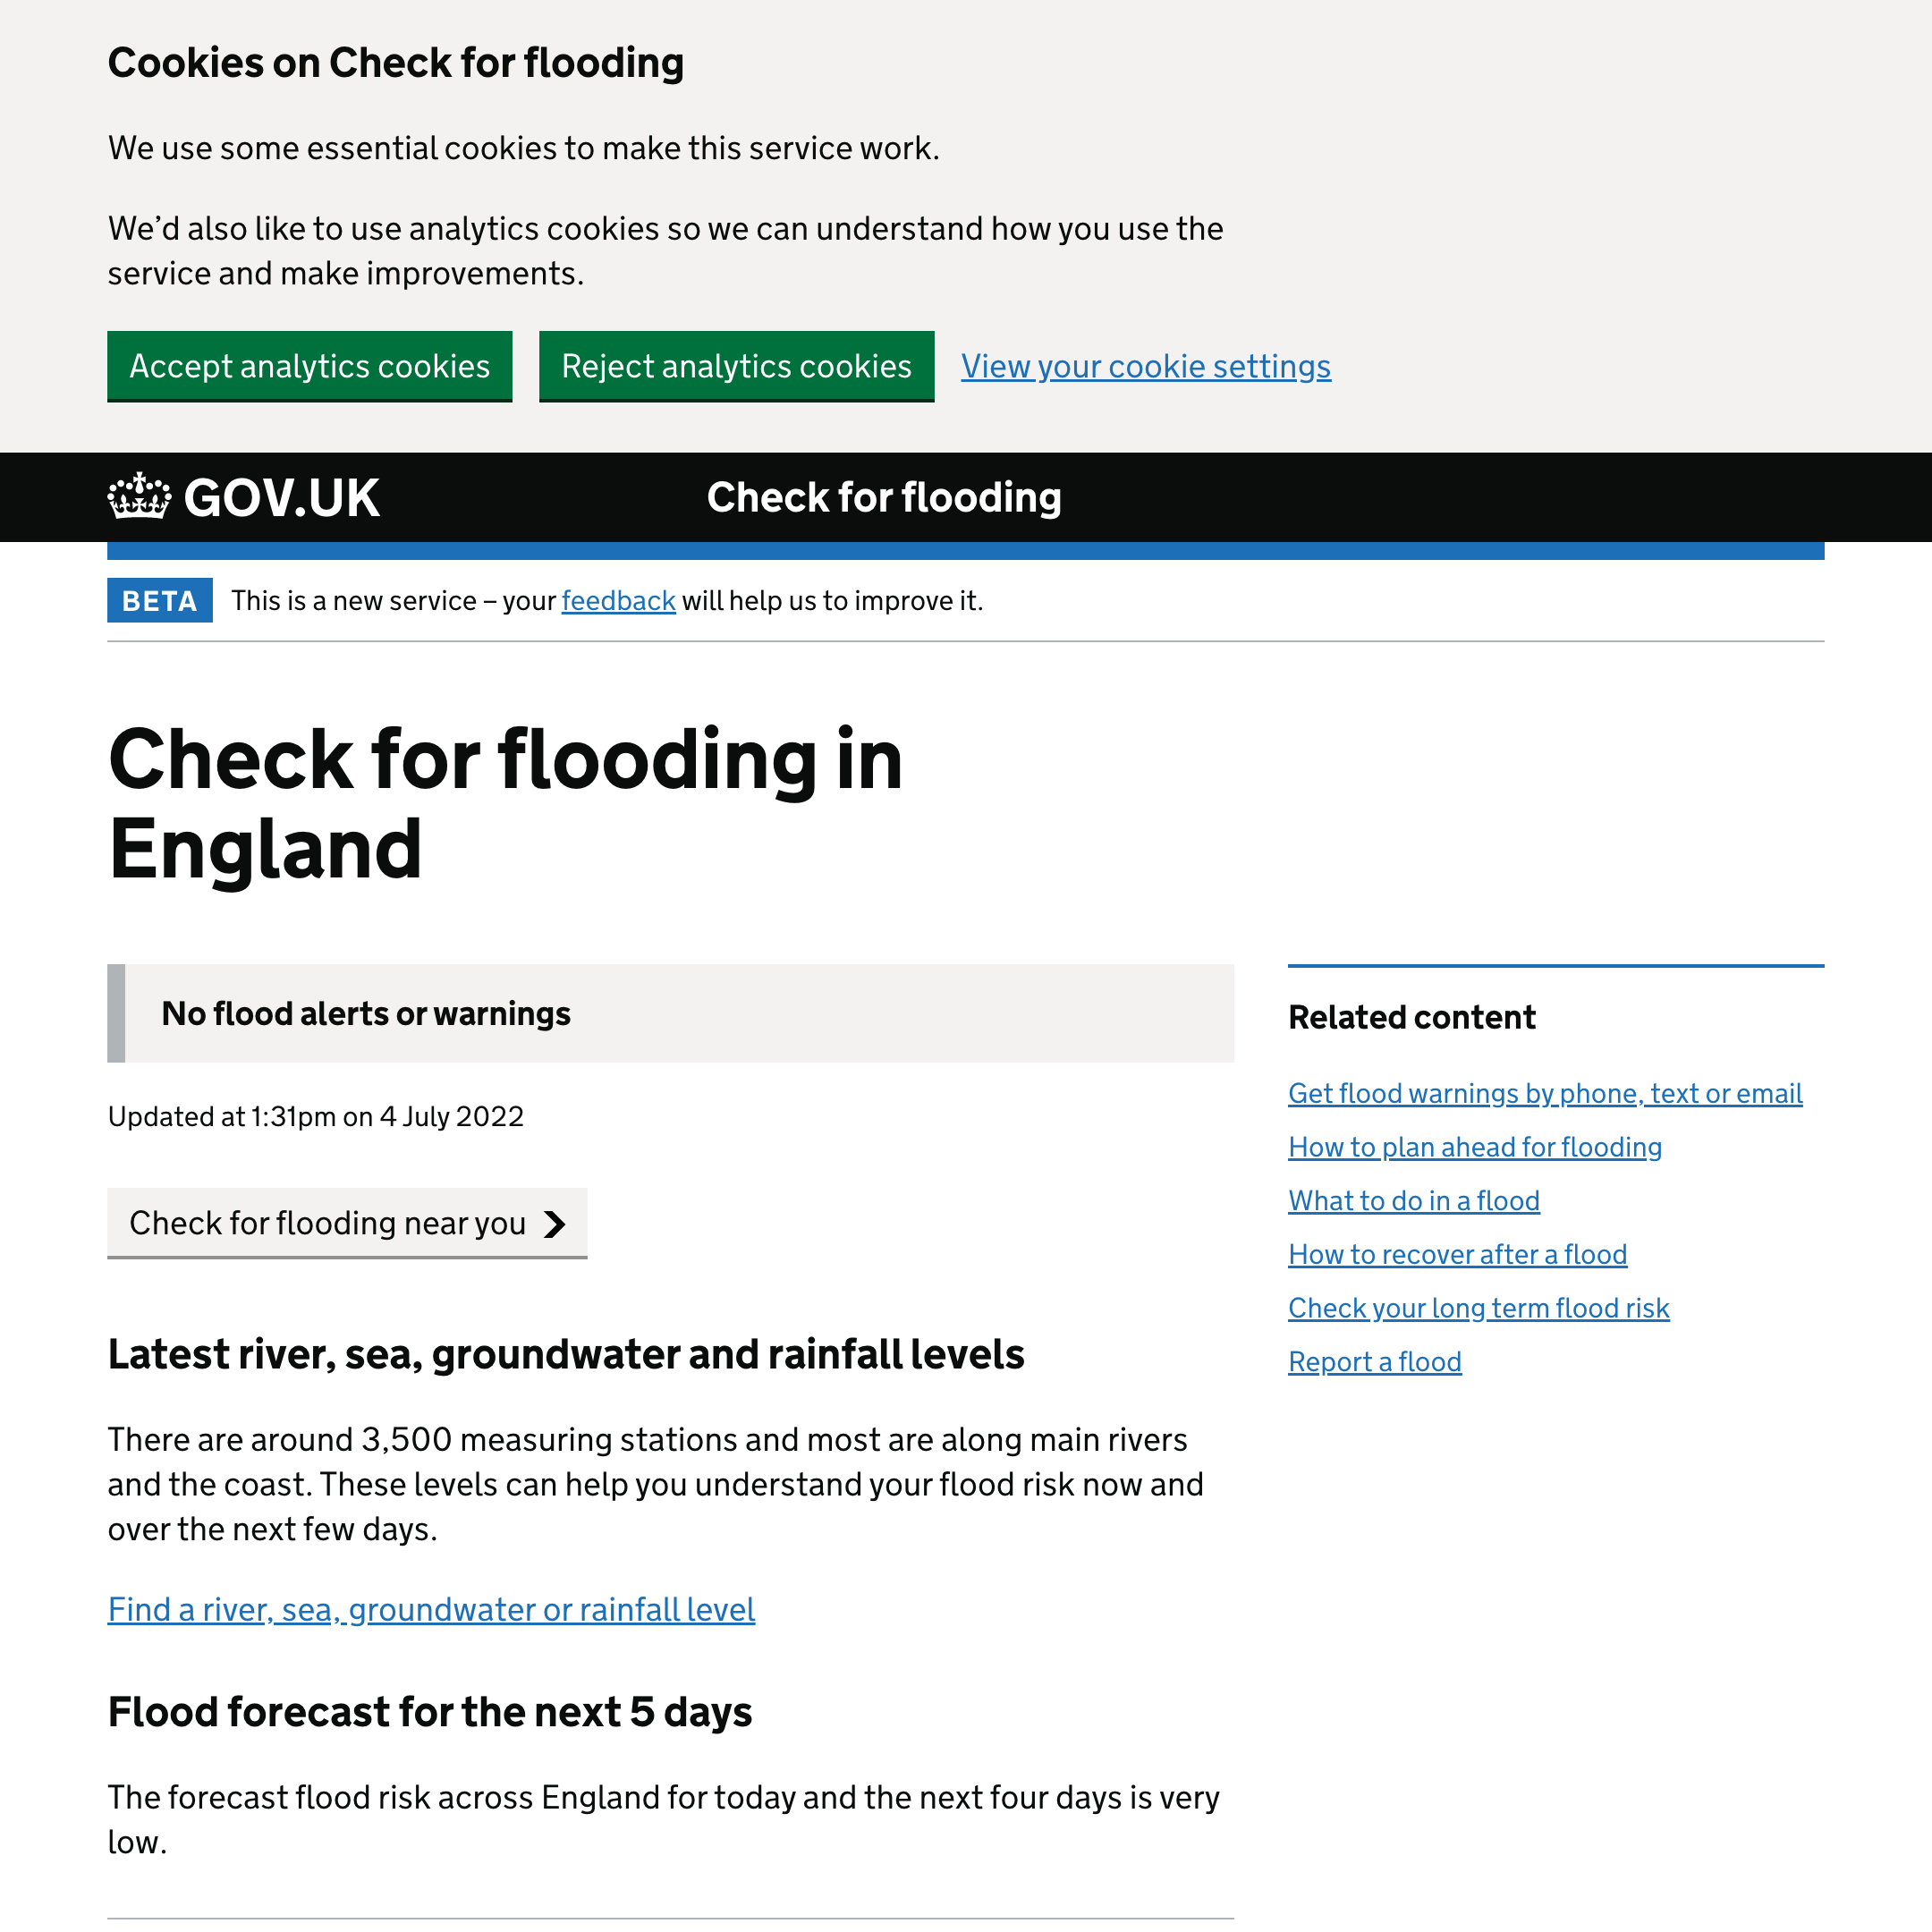 Cookies on Check for flooding
We use some essential cookies to make this service work.
We’d also like to use analytics cookies so we can understand how you use the
service and make improvements.
Accept analytics cookies
Reject analytics cookies
View your cookie settings
GOV.UK
Check for flooding
BETA
This is a new service – your feedback will help us to improve it.
Check for flooding in
England
No flood alerts or warnings
Updated at 1:31pm on 4 July 2022
Check for flooding near you
Latest river, sea, groundwater and rainfall levels
There are around 3,500 measuring stations and most are along main rivers
and the coast. These levels can help you understand your flood risk now and
over the next few days.
Find a river, sea, groundwater or rainfall level
Flood forecast for the next 5 days
The forecast flood risk across England for today and the next four days is very
low.
Related content
Get flood warnings by phone, text or email
How to plan ahead for flooding
What to do in a flood
How to recover after a flood
Check your long term flood risk
Report a flood